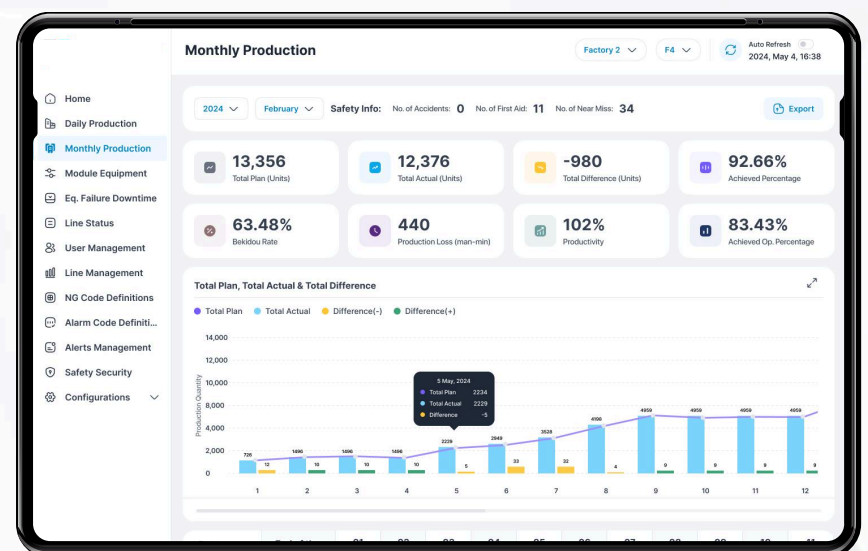 Monthly Production
Factory 2
F4
Auto Refresh
2024, May 4, 16:38
Home
Daily Production
Monthly Production
Module Equipment
Eq. Failure Downtime
Line Status
User Management
Line Management
NG Code Definitions
Alarm Code Definiti...
Alerts Management
Safety Security
Configurations
2024 February Safety Info: No. of Accidents: 0 No. of First Aid: 11 No. of Near Miss: 34 Export
13,356
Total Plan (Units)
12,376
Total Actual (Units)
-980
Total Difference (Units)
92.66%
Achieved Percentage
63.48%
Bekidou Rate
440
Production Loss (man-min)
102%
Productivity
83.43%
Achieved Op. Percentage
Total Plan, Total Actual & Total Difference
Total Plan Total Actual Difference(-) Difference(+)
Production Quantity
14,000
12,000
10,000
8,000
4,000
2,000
0
5 May, 2024
Total Plan 2234
Total Actual 2229
Difference -5
726 1496 1496 1496 2229 2949 3528 4196 4959 4959 4959 4959
12 10 10 10 5 33 33 4 9 9 9 9
1 2 3 4 5 6 7 8 9 10 11 12